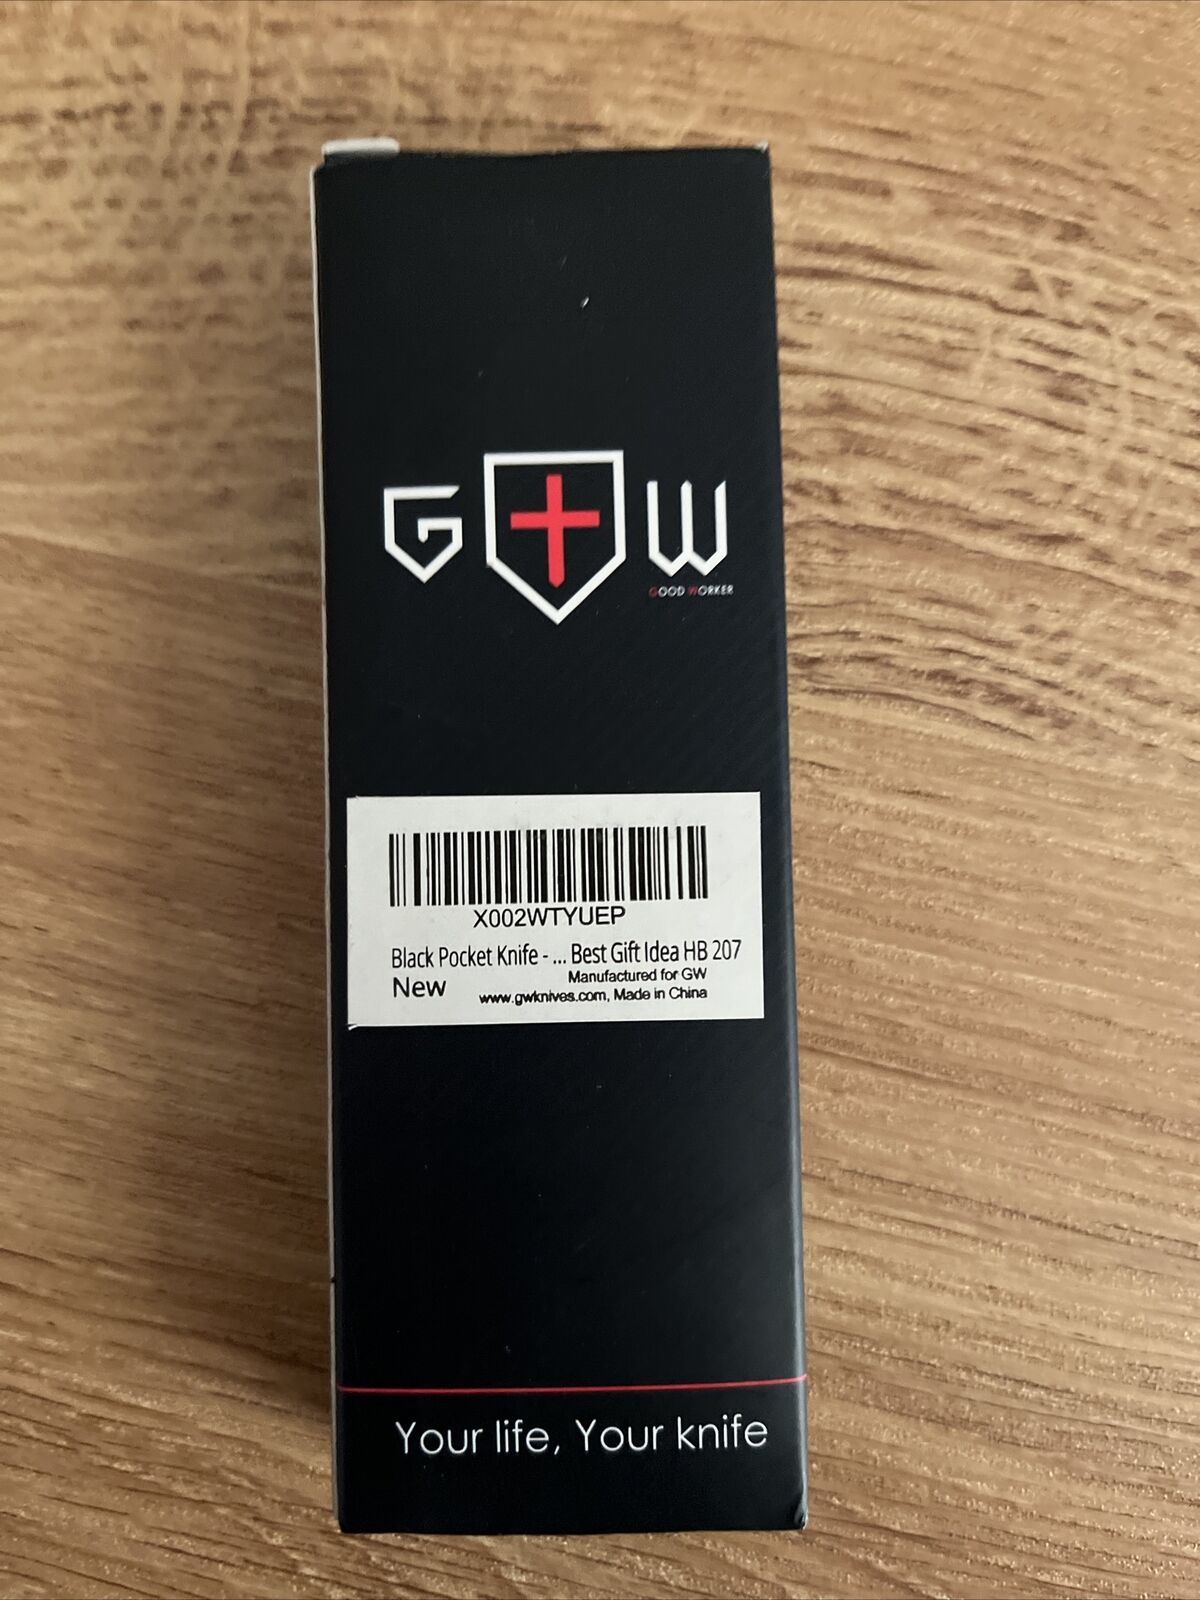 G W
GOOD WORKER
X002WTYUEP
Black Pocket Knife - ... Best Gift Idea HB 207
New
Manufactured for GW
www.gwknives.com, Made in China
Your life, Your knife